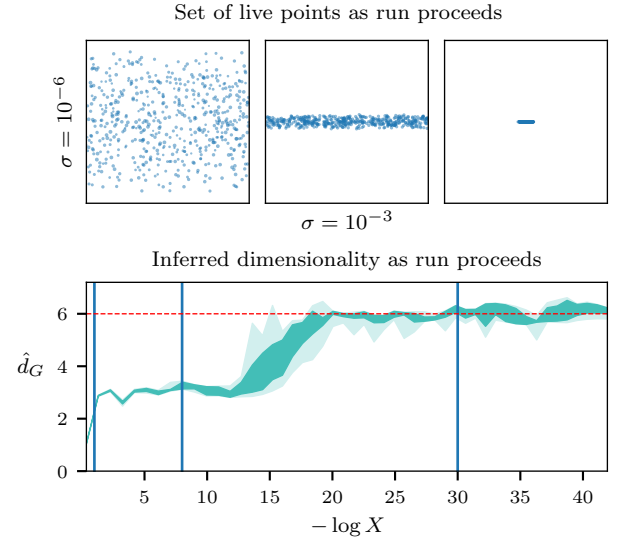 Set of live points as run proceeds
σ = 10⁻⁶
σ = 10⁻³
Inferred dimensionality as run proceeds
d̂_G
6
4
2
0
5 10 15 20 25 30 35 40
− log X